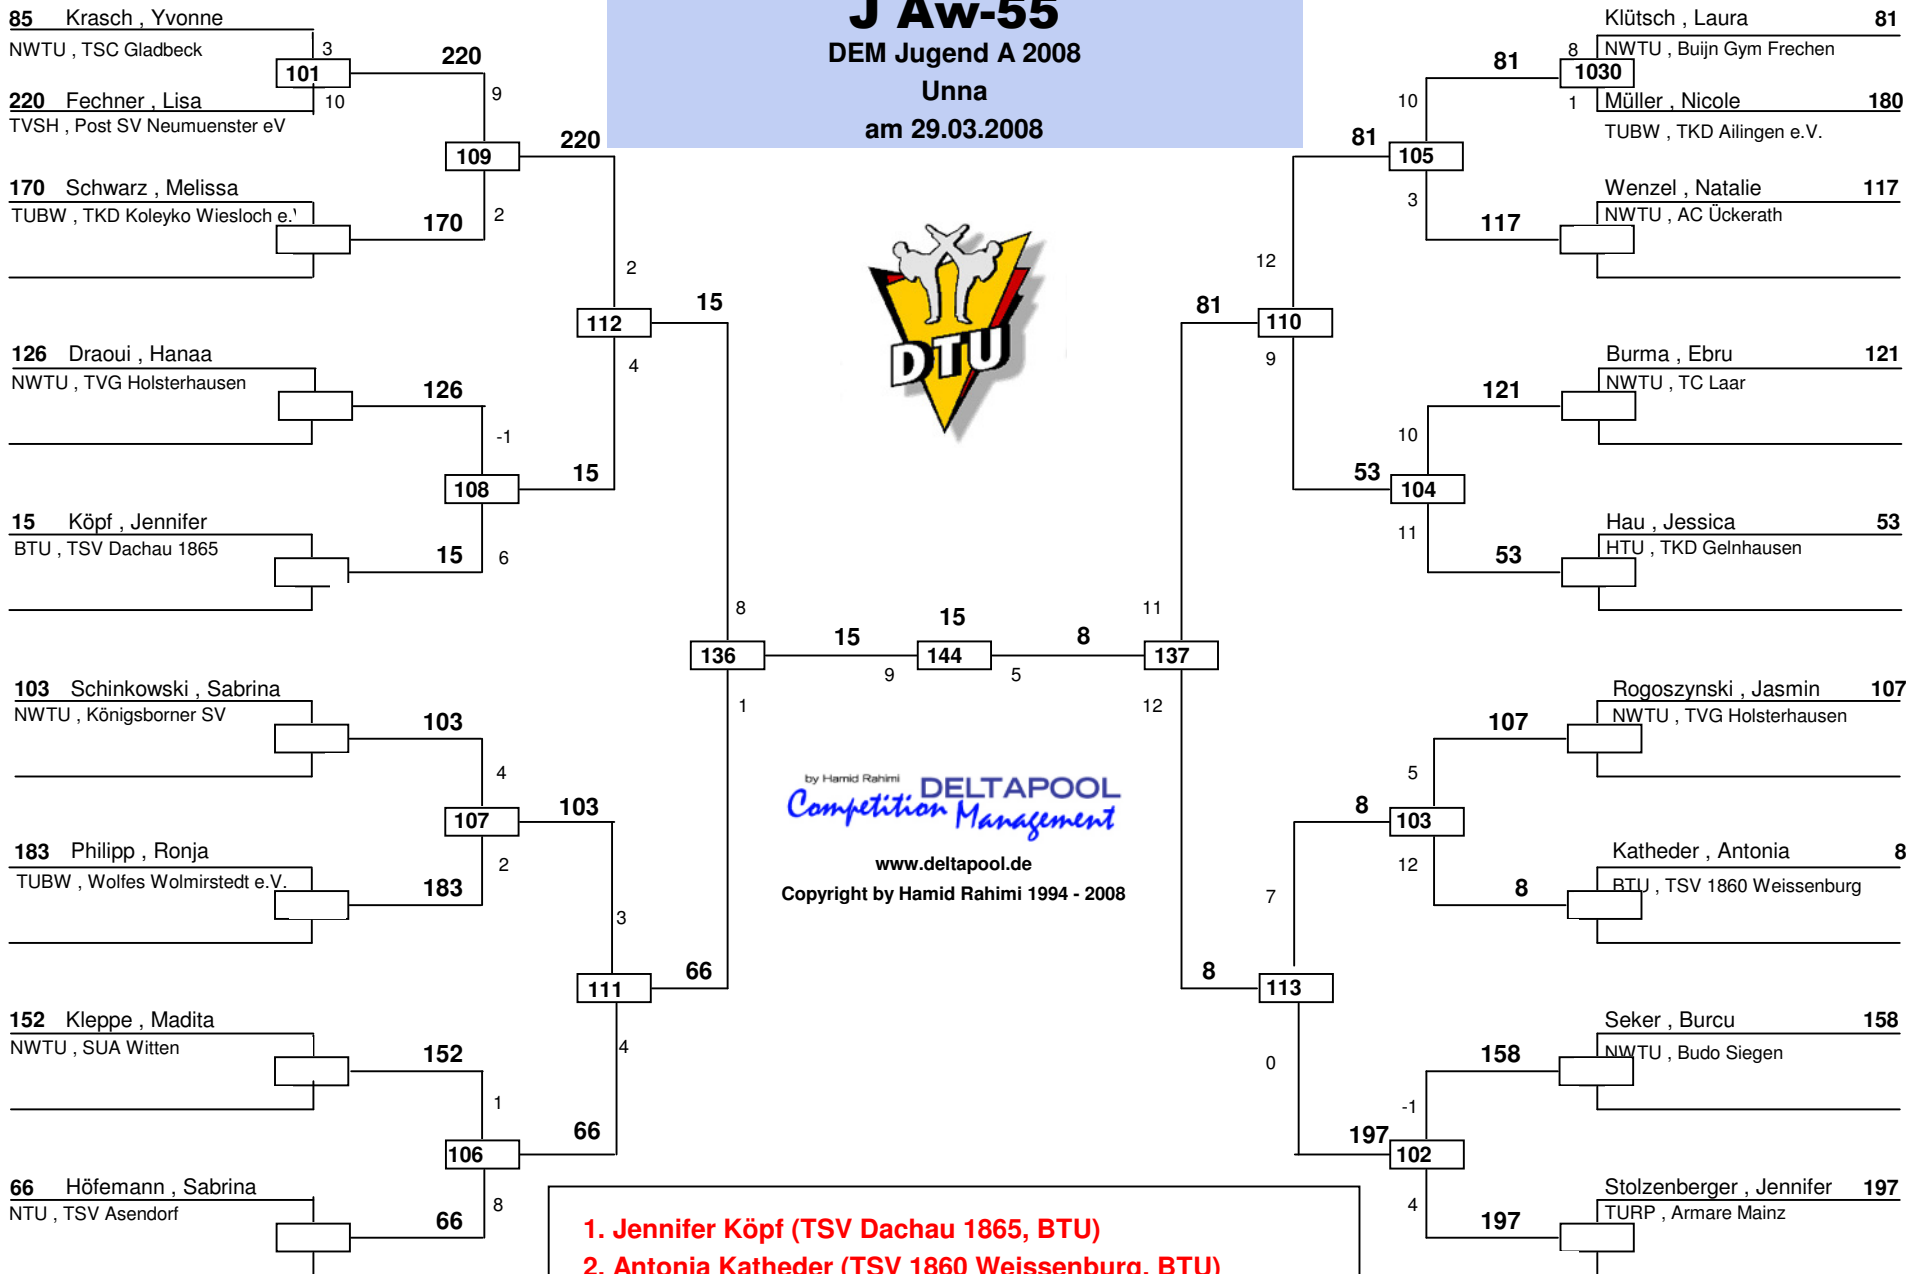 J Aw-55
DEM Jugend A 2008
Unna
am 29.03.2008
85 Krasch , Yvonne
NWTU , TSC Gladbeck
3
101
220
220 Fechner , Lisa
10
TVSH , Post SV Neumuenster eV
9
109
220
170 Schwarz , Melissa
TUBW , TKD Koleyko Wiesloch e.
170
2
2
112
15
126 Draoui , Hanaa
NWTU , TVG Holsterhausen
126
4
-1
108
15
15 Köpf , Jennifer
BTU , TSV Dachau 1865
15
6
8
136
15
9
15
144
5
8
1
103 Schinkowski , Sabrina
NWTU , Königsborner SV
103
4
107
103
183 Philipp , Ronja
TUBW , Wolfes Wolmirstedt e.V.
183
2
3
111
66
152 Kleppe , Madita
NWTU , SUA Witten
152
4
1
106
66
66 Höfemann , Sabrina
NTU , TSV Asendorf
66
8
DTU
by Hamid Rahimi
DELTAPOOL
Competition Management
www.deltapool.de
Copyright by Hamid Rahimi 1994 - 2008
Klütsch , Laura 81
8
NWTU , Buijn Gym Frechen
81
1030
1
Müller , Nicole 180
TUBW , TKD Ailingen e.V.
10
81
105
Wenzel , Natalie 117
NWTU , AC Ückerath
3
117
12
81
110
9
Burma , Ebru 121
NWTU , TC Laar
121
10
53
104
Hau , Jessica 53
HTU , TKD Gelnhausen
11
53
11
137
12
Rogoszynski , Jasmin 107
NWTU , TVG Holsterhausen
107
5
8
103
Katheder , Antonia 8
BTU , TSV 1860 Weissenburg
12
8
7
8
113
0
Seker , Burcu 158
NWTU , Budo Siegen
158
-1
197
102
Stolzenberger , Jennifer 197
TURP , Armare Mainz
4
197
1. Jennifer Köpf (TSV Dachau 1865, BTU)
2. Antonia Katheder (TSV 1860 Weissenburg, BTU)